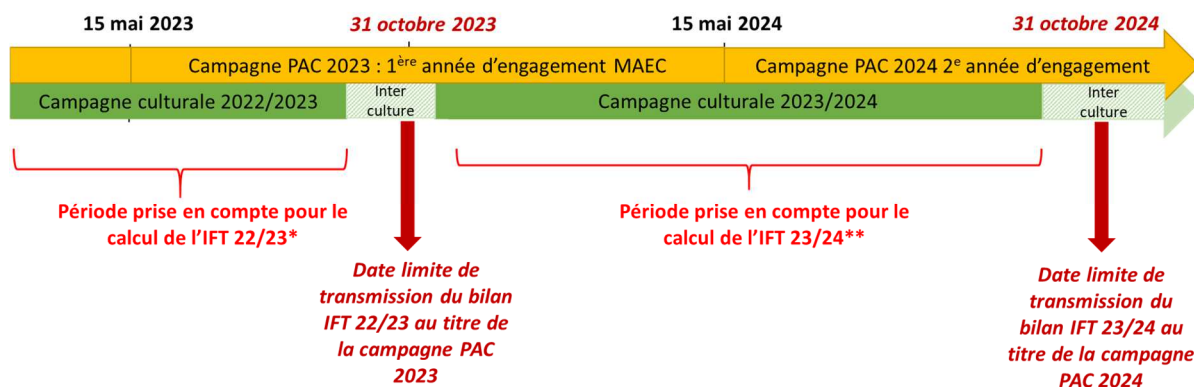 15 mai 2023
31 octobre 2023
15 mai 2024
31 octobre 2024
Campagne PAC 2023 : 1ère année d'engagement MAEC
Campagne PAC 2024 2e année d'engagement
Campagne culturale 2022/2023
Inter
culture
Campagne culturale 2023/2024
Inter
culture
Période prise en compte pour le
calcul de l'IFT 22/23*
Période prise en compte pour le
calcul de l'IFT 23/24**
Date limite de
transmission du bilan
IFT 22/23 au titre de
la campagne PAC
2023
Date limite de
transmission du
bilan IFT 23/24 au
titre de la campagne
PAC 2024